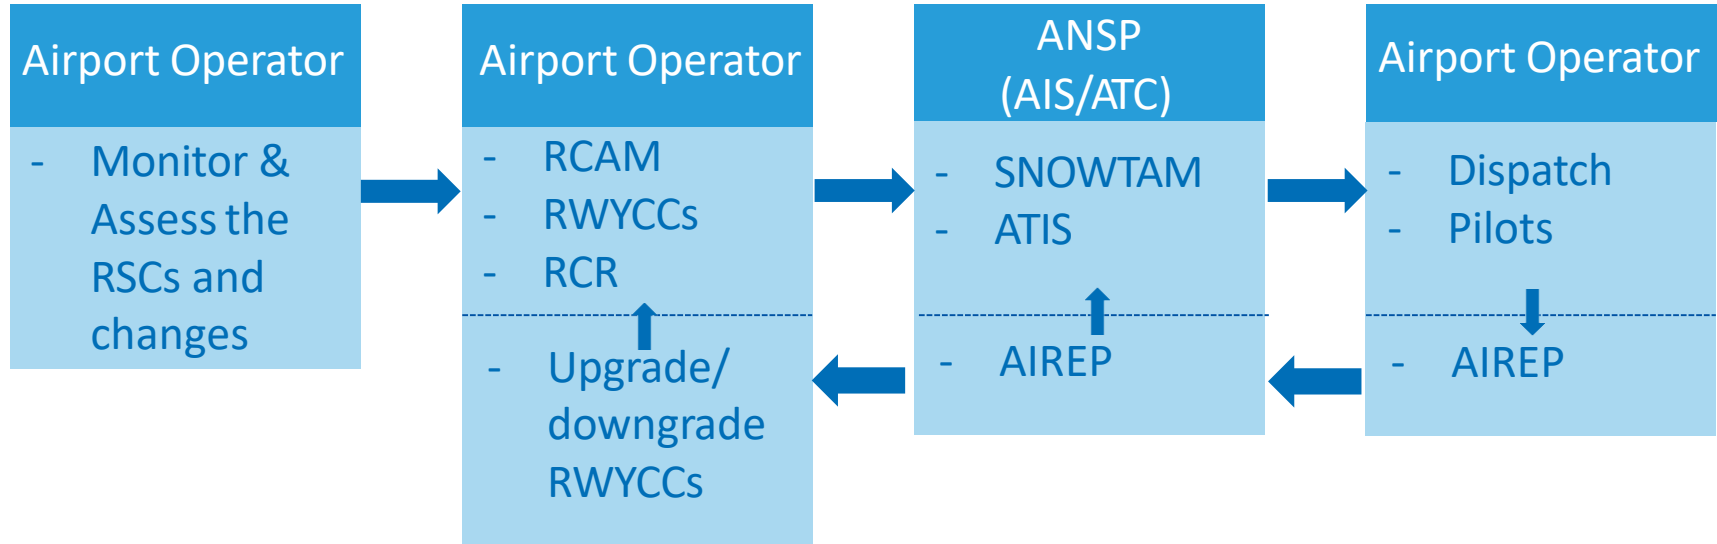 Airport Operator
- Monitor &
Assess the
RSCs and
changes
Airport Operator
- RCAM
- RWYCCs
- RCR
- Upgrade/
downgrade
RWYCCs
ANSP
(AIS/ATC)
- SNOWTAM
- ATIS
- AIREP
Airport Operator
- Dispatch
- Pilots
- AIREP